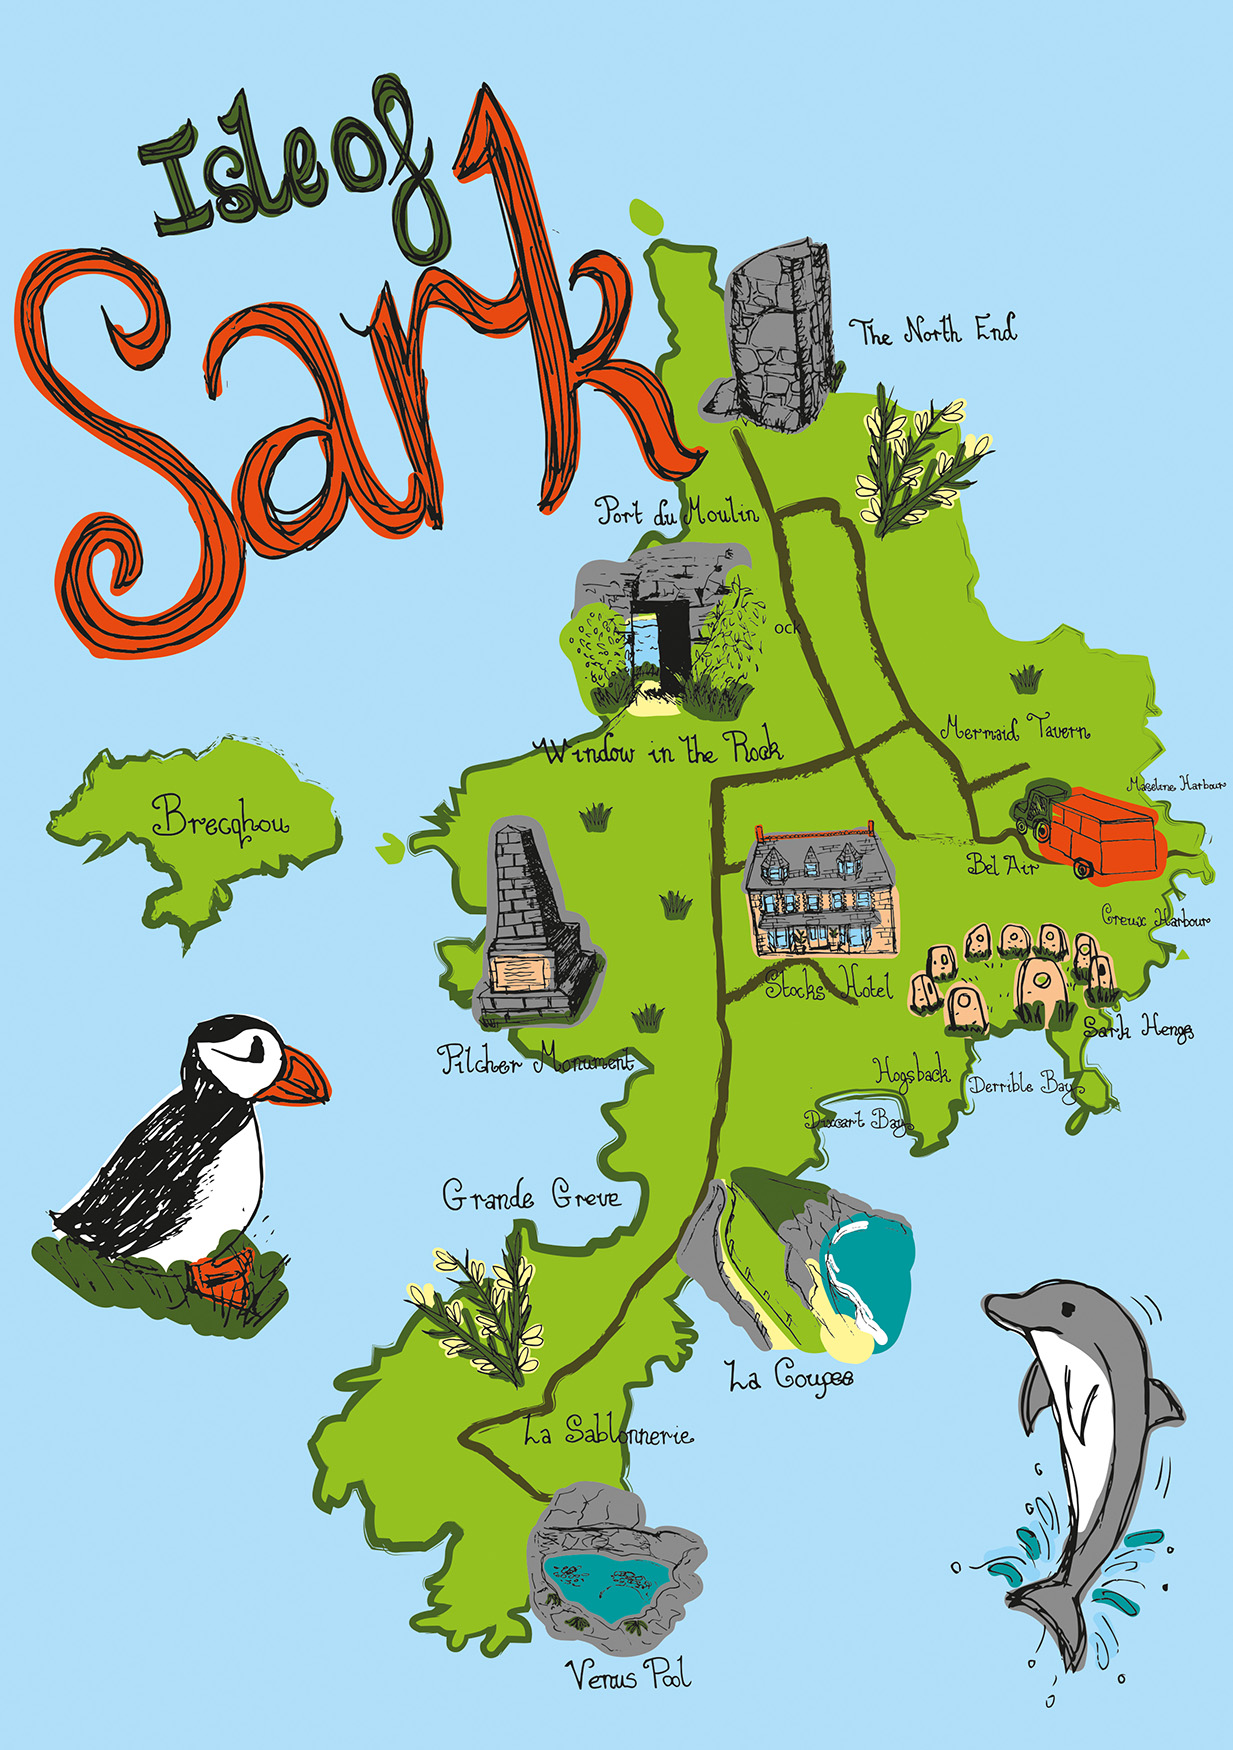 Isle of
Sark
The North End
Port du Moulin
ock
Window in the Rock
Mermaid Tavern
Maseline Harbour
Brecqhou
Bel Air
Creux Harbour
Stocks Hotel
Sark Henge
Pilcher Monument
Hogsback
Derrible Bay
Dixcart Bay
Grande Greve
La Coupee
La Sablonnerie
Venus Pool